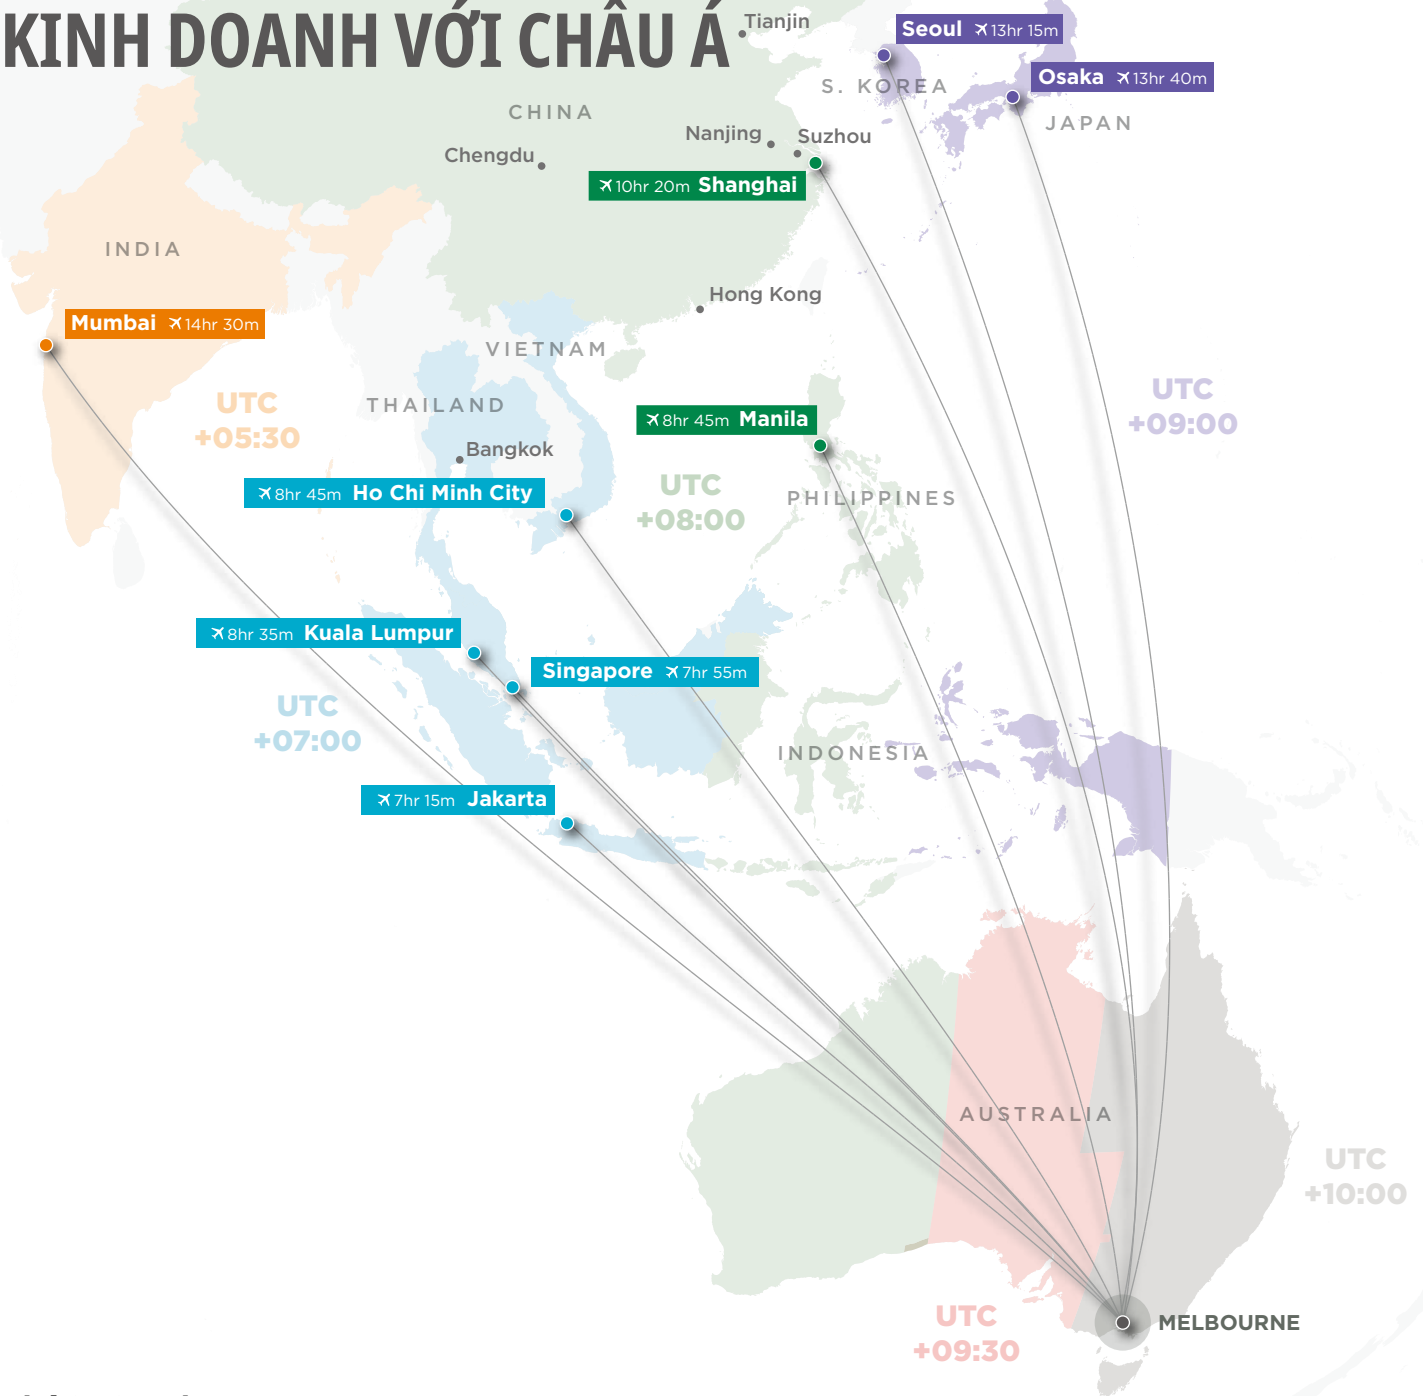 KINH DOANH VỚI CHÂU Á
Tianjin
Seoul 13hr 15m
Osaka 13hr 40m
S. KOREA
JAPAN
CHINA
Nanjing
Suzhou
Chengdu
10hr 20m Shanghai
INDIA
Hong Kong
Mumbai 14hr 30m
VIETNAM
UTC
+05:30
THAILAND
UTC
+09:00
8hr 45m Manila
Bangkok
8hr 45m Ho Chi Minh City
UTC
+08:00
PHILIPPINES
8hr 35m Kuala Lumpur
Singapore 7hr 55m
UTC
+07:00
INDONESIA
7hr 15m Jakarta
AUSTRALIA
UTC
+10:00
UTC
+09:30
MELBOURNE